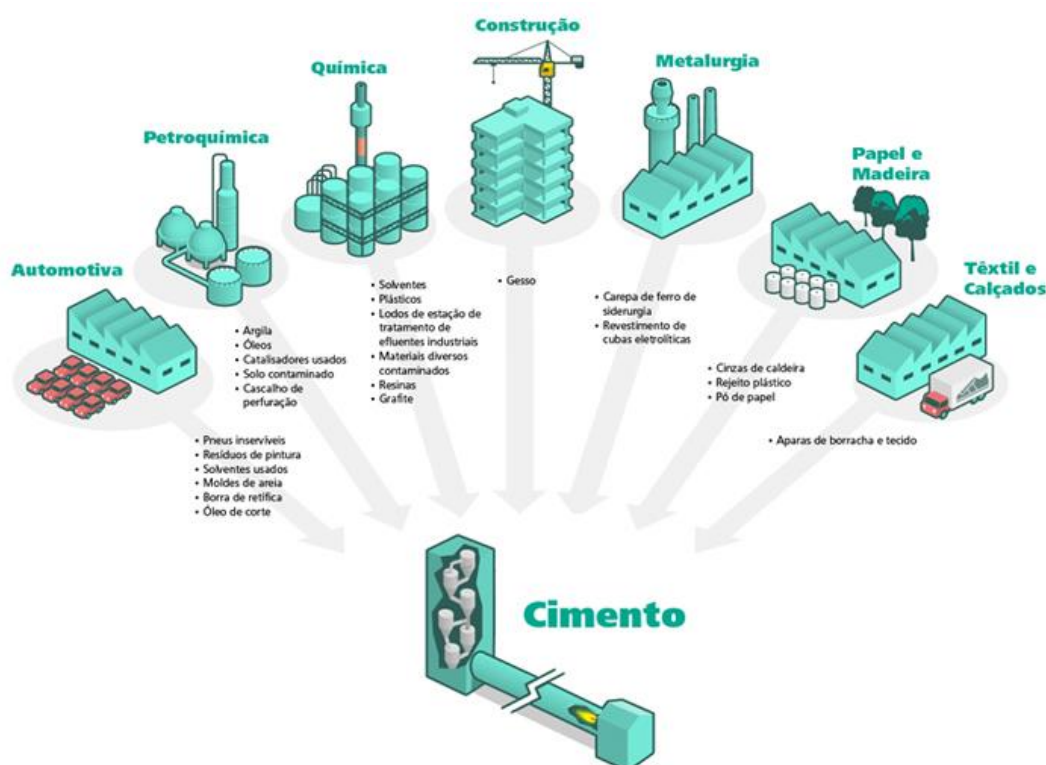 Construção
Química
Metalurgia
Petroquímica
Papel e
Madeira
Automotiva
Têxtil e
Calçados
• Solventes
• Plásticos
• Lodos de estação de
tratamento de
efluentes industriais
• Materiais diversos
contaminados
• Resinas
• Grafite
• Gesso
• Carepa de ferro de
siderurgia
• Revestimento de
cubas eletrolíticas
• Argila
• Óleos
• Catalisadores usados
• Solo contaminado
• Cascalho de
perfuração
• Cinzas de caldeira
• Rejeito plástico
• Pó de papel
• Pneus inservíveis
• Resíduos de pintura
• Solventes usados
• Moldes de areia
• Borra de retífica
• Óleo de corte
• Aparas de borracha e tecido
Cimento